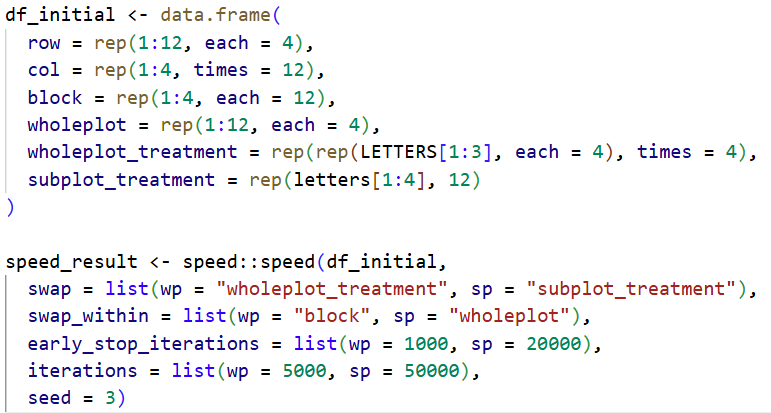 df_initial <- data.frame(
  row = rep(1:12, each = 4),
  col = rep(1:4, times = 12),
  block = rep(1:4, each = 12),
  wholeplot = rep(1:12, each = 4),
  wholeplot_treatment = rep(rep(LETTERS[1:3], each = 4), times = 4),
  subplot_treatment = rep(letters[1:4], 12)
)

speed_result <- speed::speed(df_initial,
  swap = list(wp = "wholeplot_treatment", sp = "subplot_treatment"),
  swap_within = list(wp = "block", sp = "wholeplot"),
  early_stop_iterations = list(wp = 1000, sp = 20000),
  iterations = list(wp = 5000, sp = 50000),
  seed = 3)